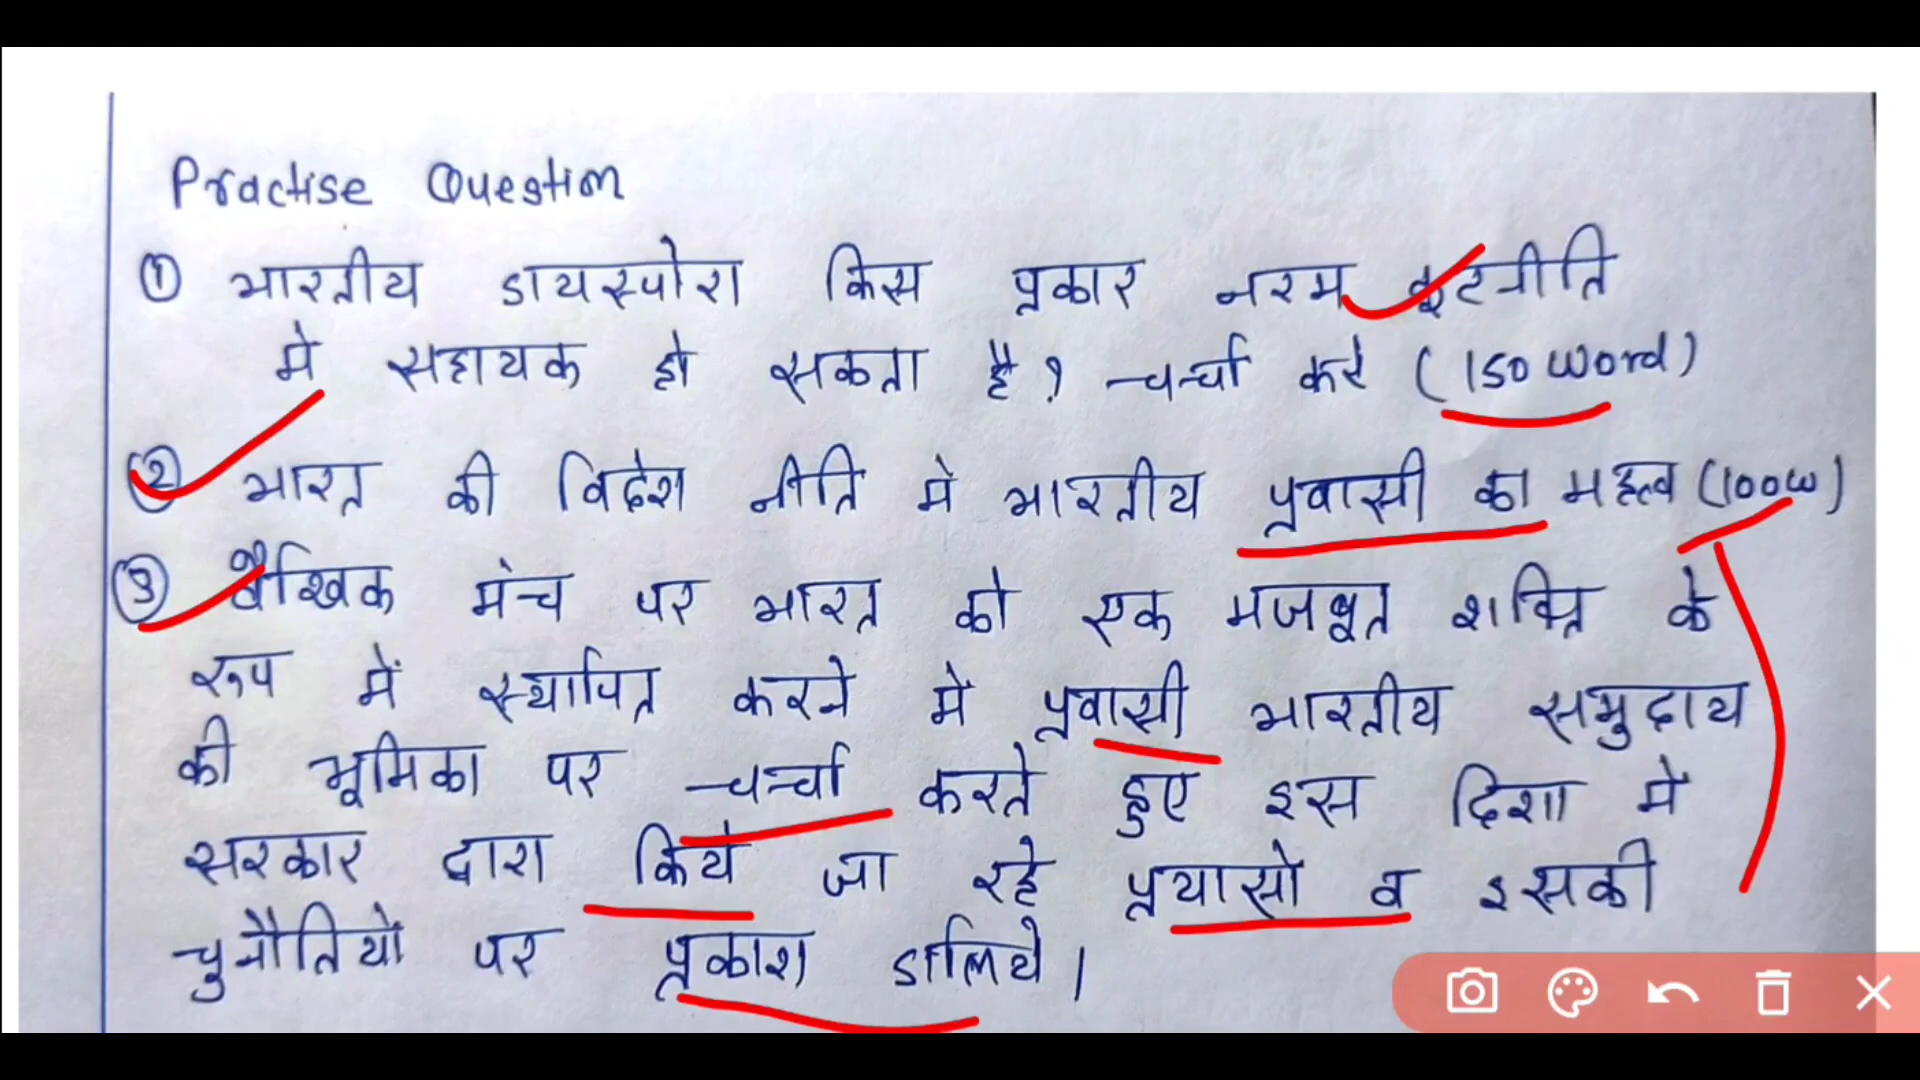 Practise Question
① भारतीय डायस्पोरा किस प्रकार नरम कूटनीति
में सहायक हो सकता है? चर्चा करे (150 word)
② भारत की विदेश नीति मे भारतीय प्रवासी का महत्व (100w)
③ वैश्विक मंच पर भारत को एक मजबूत शक्ति के
रूप में स्थापित करने मे प्रवासी भारतीय समुदाय
की भूमिका पर चर्चा करते हुए इस दिशा मे
सरकार द्वारा किये जा रहे प्रयासो व इसकी
चुनौतियों पर प्रकाश डालिये।